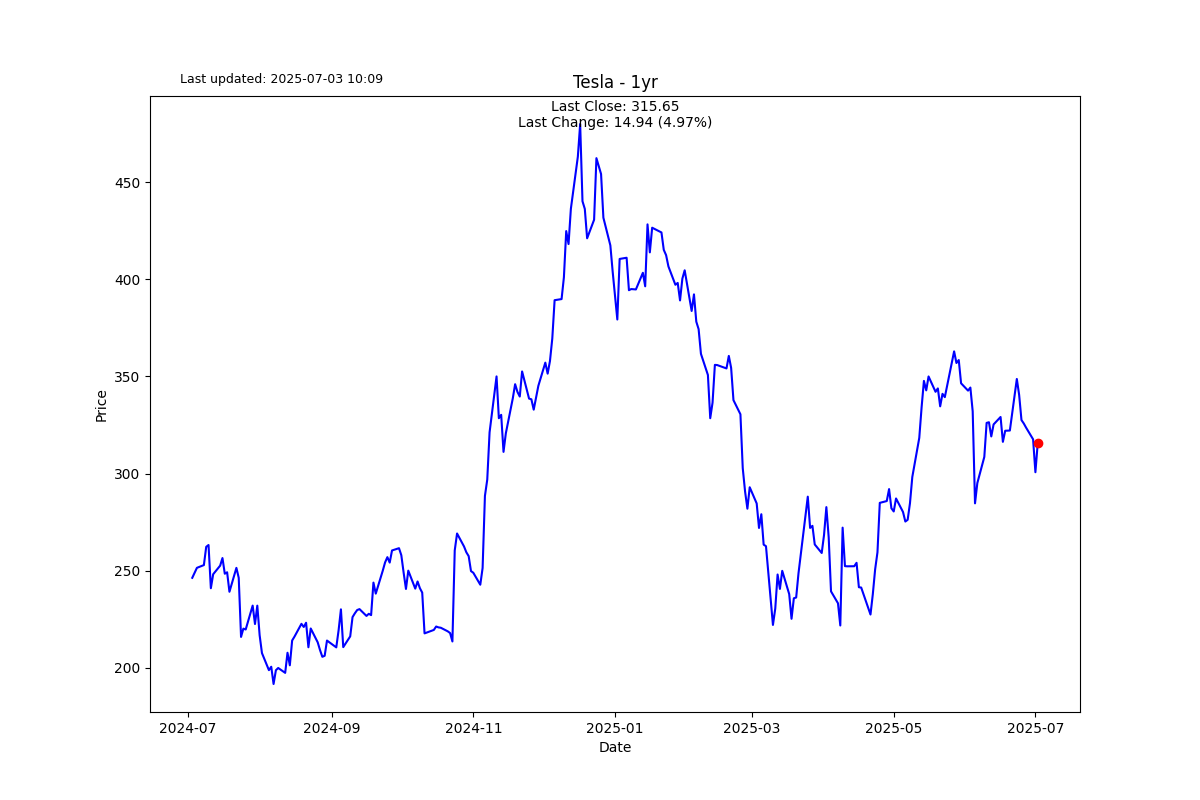 Last updated: 2025-07-03 10:09
Tesla - 1yr
Last Close: 315.65
Last Change: 14.94 (4.97%)
Price
450
400
350
300
250
200
2024-07
2024-09
2024-11
2025-01
2025-03
2025-05
2025-07
Date